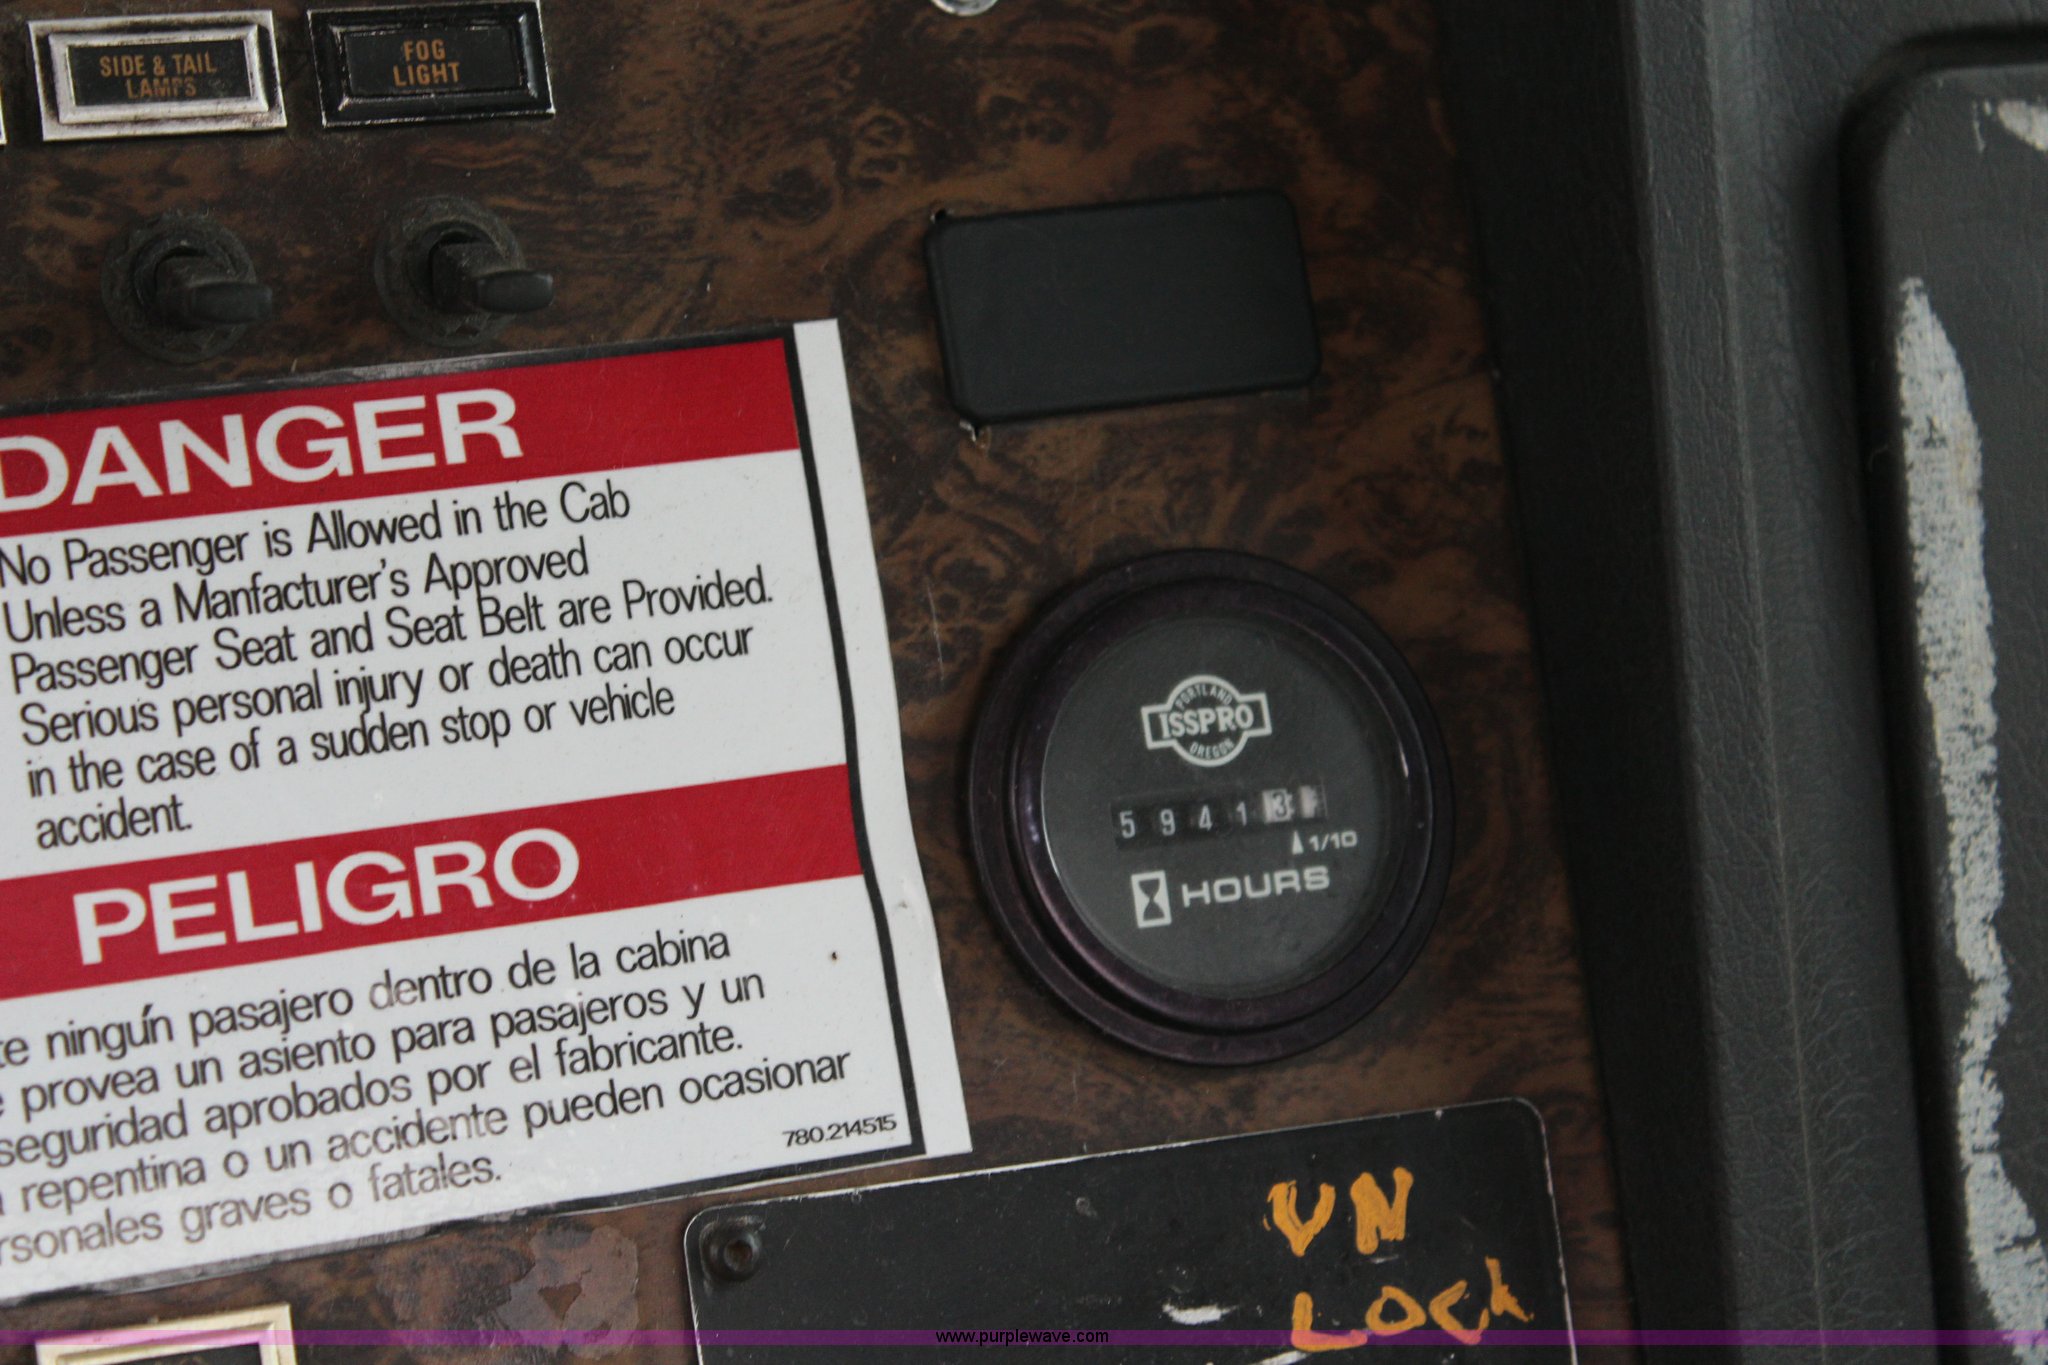 SIDE & TAIL
LAMPS
FOG
LIGHT
DANGER
No Passenger is Allowed in the Cab
Unless a Manfacturer's Approved
Passenger Seat and Seat Belt are Provided.
Serious personal injury or death can occur
in the case of a sudden stop or vehicle
accident.
PELIGRO
te ningún pasajero dentro de la cabina
e provea un asiento para pasajeros y un
seguridad aprobados por el fabricante.
repentina o un accidente pueden ocasionar
rsonales graves o fatales.
780.214515
PORTLAND
ISSPRO
OREGON
5 9 4 1 3
1/10
HOURS
VN
LOCK
www.purplewave.com